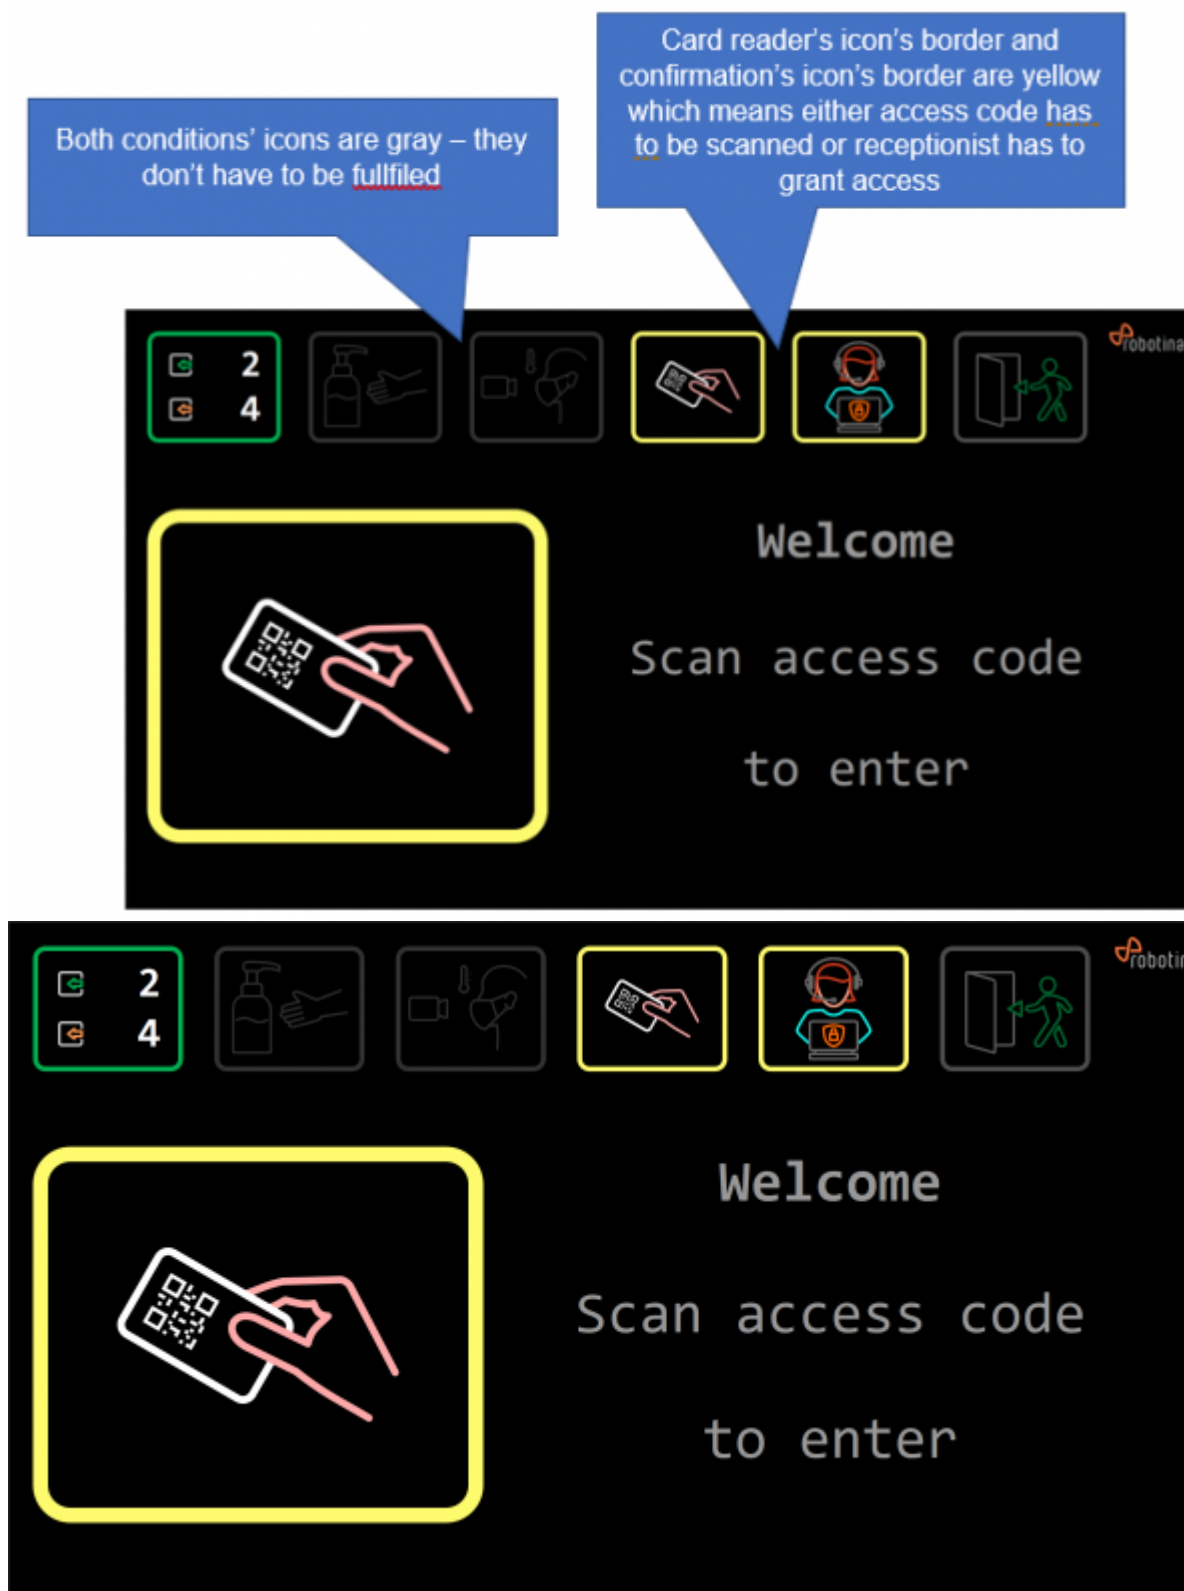 Card reader's icon's border and
confirmation's icon's border are yellow
which means either access code has
to be scanned or receptionist has to
grant access
Both conditions' icons are gray – they
don't have to be fullfiled
2
4
robotina
Welcome
Scan access code
to enter
2
4
robotin
Welcome
Scan access code
to enter